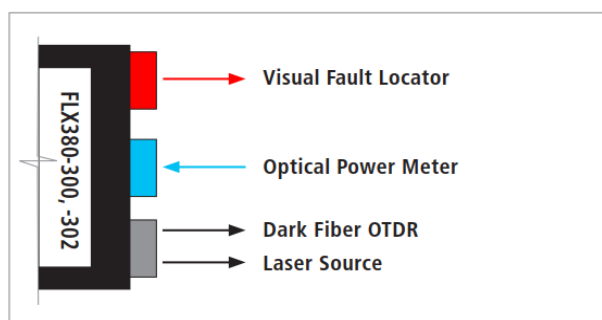 FLX380-300, -302
Visual Fault Locator
Optical Power Meter
Dark Fiber OTDR
Laser Source